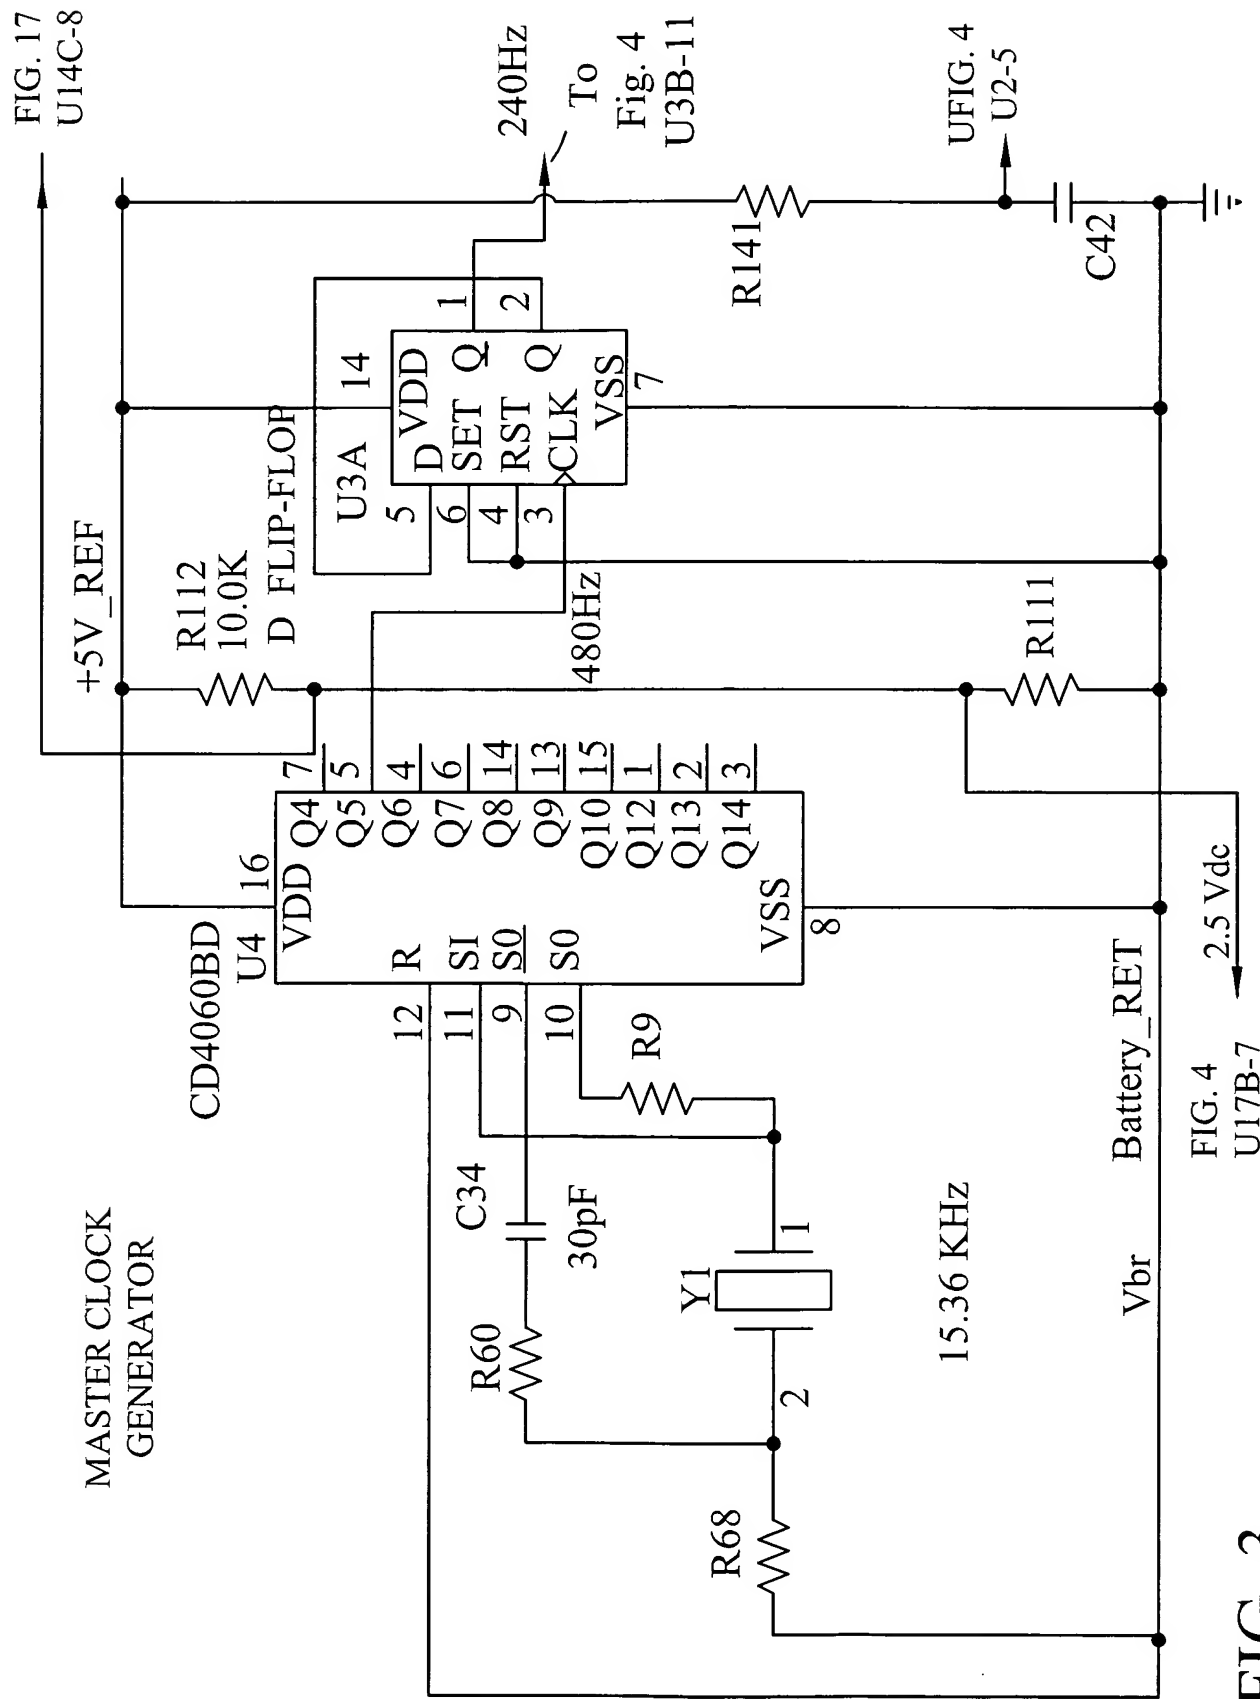 MASTER CLOCK
GENERATOR
FIG. 17
U14C-8
+5V_REF
R112
10.0K
D FLIP-FLOP
CD4060BD
U4
16
VDD
R
SI
S0
S0
VSS
8
12
11
9
10
Q4
Q5
Q6
Q7
Q8
Q9
Q10
Q12
Q13
Q14
7
5
4
6
14
13
15
1
2
3
480Hz
U3A
14
VDD
D
SET
RST
CLK
VSS
7
Q
Q
5
6
4
3
1
2
240Hz
To
Fig. 4
U3B-11
R141
UFIG. 4
U2-5
C42
R111
R9
C34
30pF
R60
Y1
1
2
R68
15.36 KHz
Vbr
Battery_RET
2.5 Vdc
FIG. 4
U17B-7